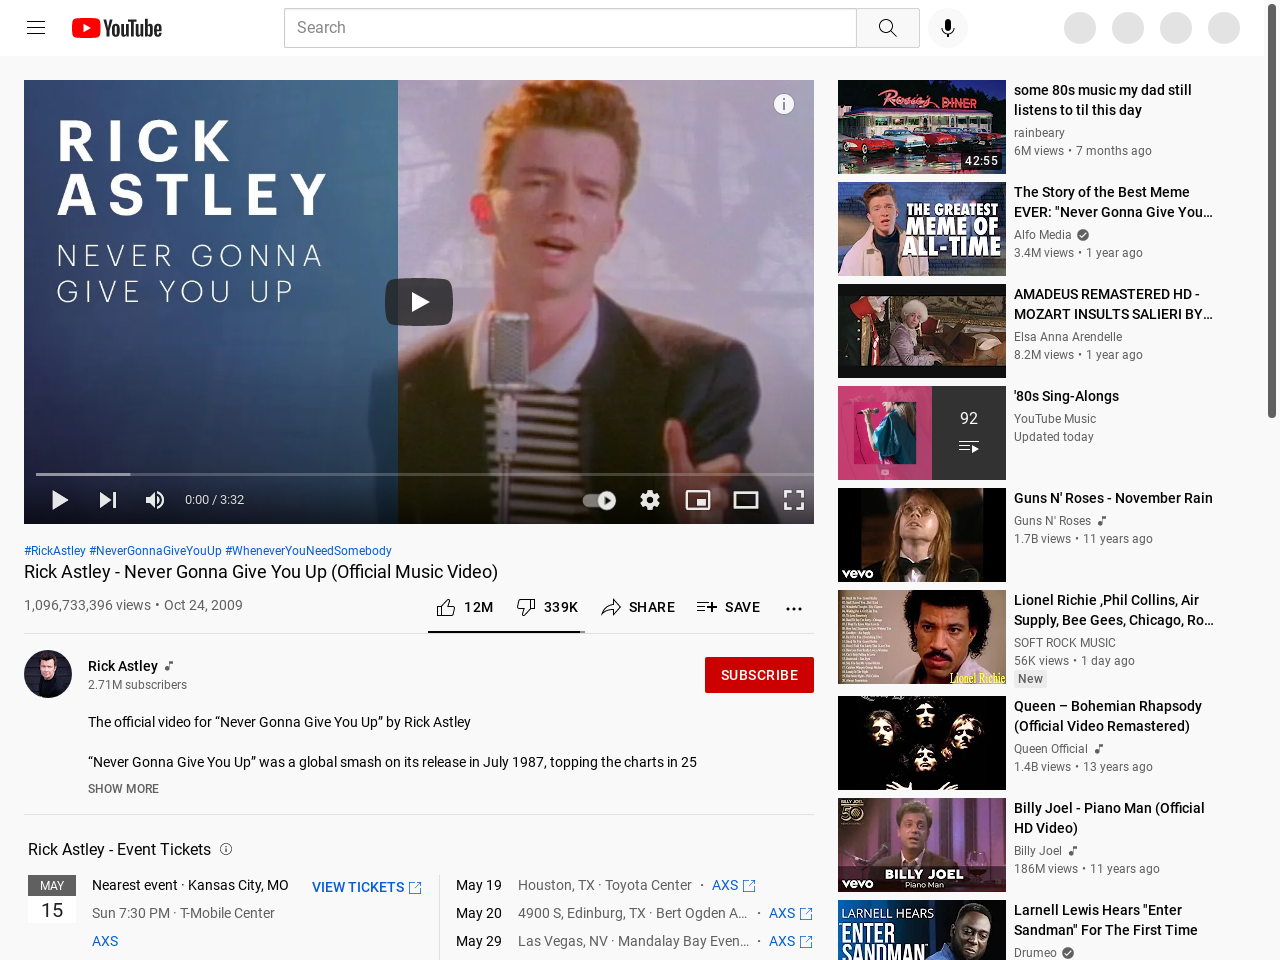 YouTube
Search
RICK
ASTLEY
NEVER GONNA
GIVE YOU UP
0:00 / 3:32
#RickAstley #NeverGonnaGiveYouUp #WheneverYouNeedSomebody
Rick Astley - Never Gonna Give You Up (Official Music Video)
1,096,733,396 views • Oct 24, 2009
12M
339K
SHARE
SAVE
Rick Astley
2.71M subscribers
SUBSCRIBE
The official video for “Never Gonna Give You Up” by Rick Astley
“Never Gonna Give You Up” was a global smash on its release in July 1987, topping the charts in 25
SHOW MORE
Rick Astley - Event Tickets
MAY
15
Nearest event · Kansas City, MO
Sun 7:30 PM · T-Mobile Center
AXS
VIEW TICKETS
May 19 Houston, TX · Toyota Center · AXS
May 20 4900 S, Edinburg, TX · Bert Ogden A... · AXS
May 29 Las Vegas, NV · Mandalay Bay Even... · AXS
Rosie's DINER
42:55
some 80s music my dad still
listens to til this day
rainbeary
6M views • 7 months ago
THE GREATEST
MEME OF
ALL-TIME
The Story of the Best Meme
EVER: "Never Gonna Give You...
Alfo Media
3.4M views • 1 year ago
AMADEUS REMASTERED HD -
MOZART INSULTS SALIERI BY...
Elsa Anna Arendelle
8.2M views • 1 year ago
92
'80s Sing-Alongs
YouTube Music
Updated today
vevo
Guns N' Roses - November Rain
Guns N' Roses
1.7B views • 11 years ago
Lionel Richie
Lionel Richie ,Phil Collins, Air
Supply, Bee Gees, Chicago, Ro...
SOFT ROCK MUSIC
56K views • 1 day ago
New
Queen – Bohemian Rhapsody
(Official Video Remastered)
Queen Official
1.4B views • 13 years ago
BILLY JOEL
50
vevo
BILLY JOEL
Piano Man
Billy Joel - Piano Man (Official
HD Video)
Billy Joel
186M views • 11 years ago
LARNELL HEARS
"ENTER
SANDMAN"
Larnell Lewis Hears "Enter
Sandman" For The First Time
Drumeo